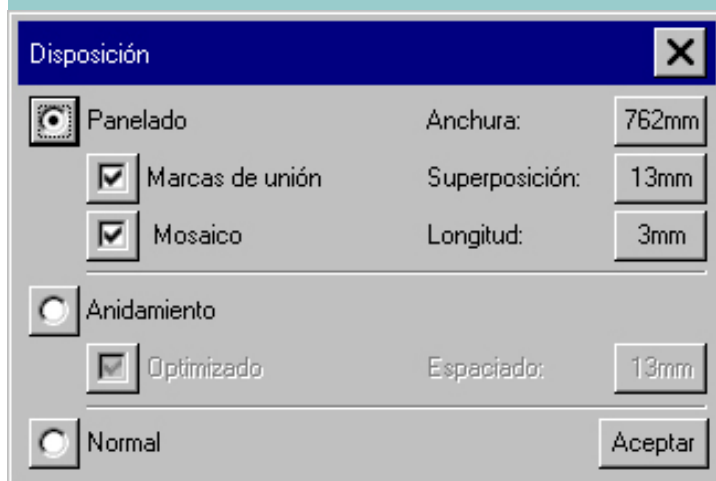 Disposición
Panelado Anchura: 762mm
Marcas de unión Superposición: 13mm
Mosaico Longitud: 3mm
Anidamiento
Optimizado Espaciado: 13mm
Normal Aceptar